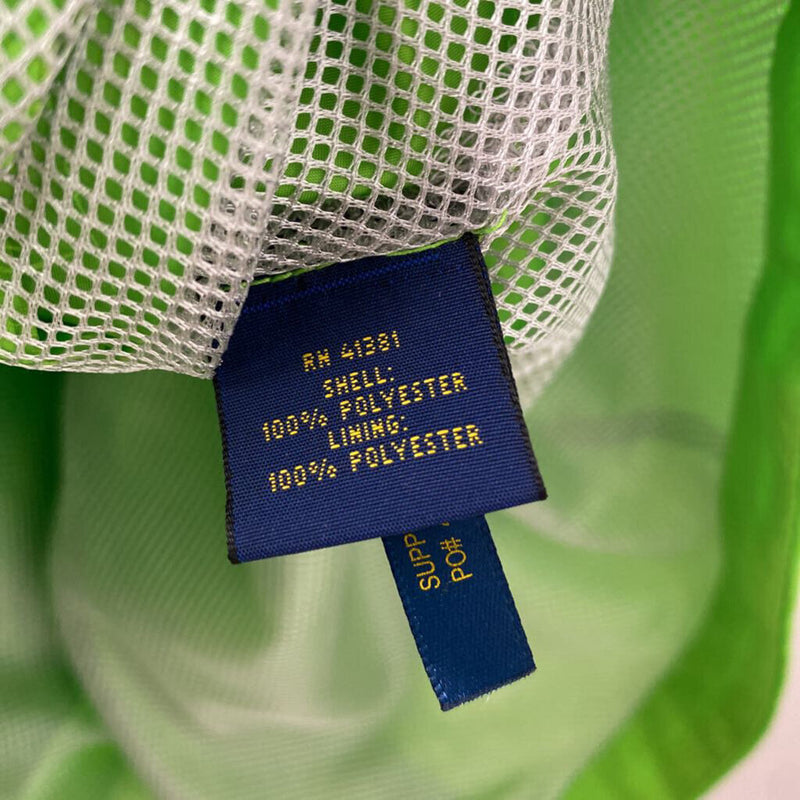 RN 41381
SHELL:
100% POLYESTER
LINING:
100% POLYESTER
SUPP
PO#